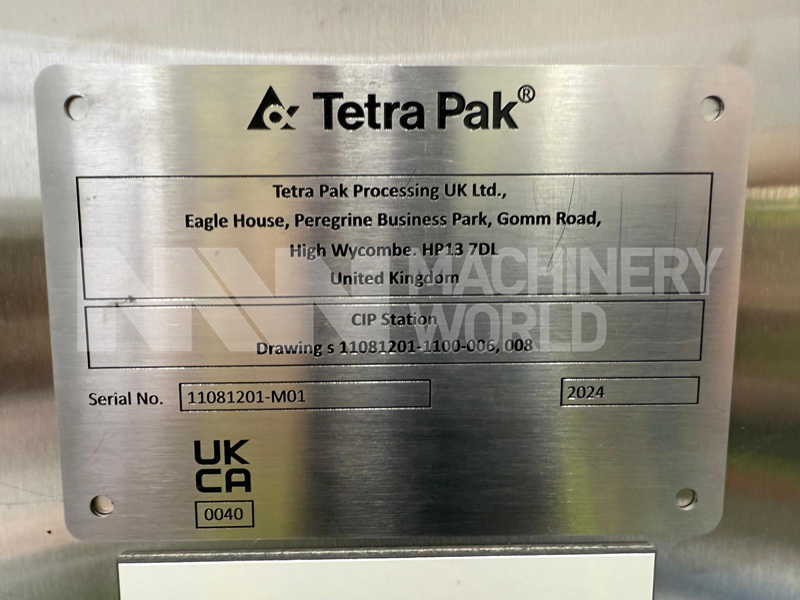 Tetra Pak®
Tetra Pak Processing UK Ltd.,
Eagle House, Peregrine Business Park, Gomm Road,
High Wycombe. HP13 7DL
United Kingdom
MACHINERY
WORLD
CIP Station
Drawing s 11081201-1100-006, 008
Serial No. 11081201-M01 2024
UK
CA
0040